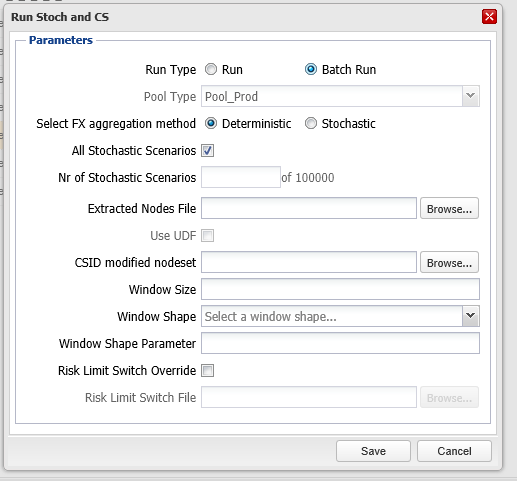 Run Stoch and CS
Parameters
Run Type Run Batch Run
Pool Type Pool_Prod
Select FX aggregation method Deterministic Stochastic
All Stochastic Scenarios
Nr of Stochastic Scenarios of 100000
Extracted Nodes File Browse...
Use UDF
CSID modified nodeset Browse...
Window Size
Window Shape Select a window shape...
Window Shape Parameter
Risk Limit Switch Override
Risk Limit Switch File Browse...
Save Cancel